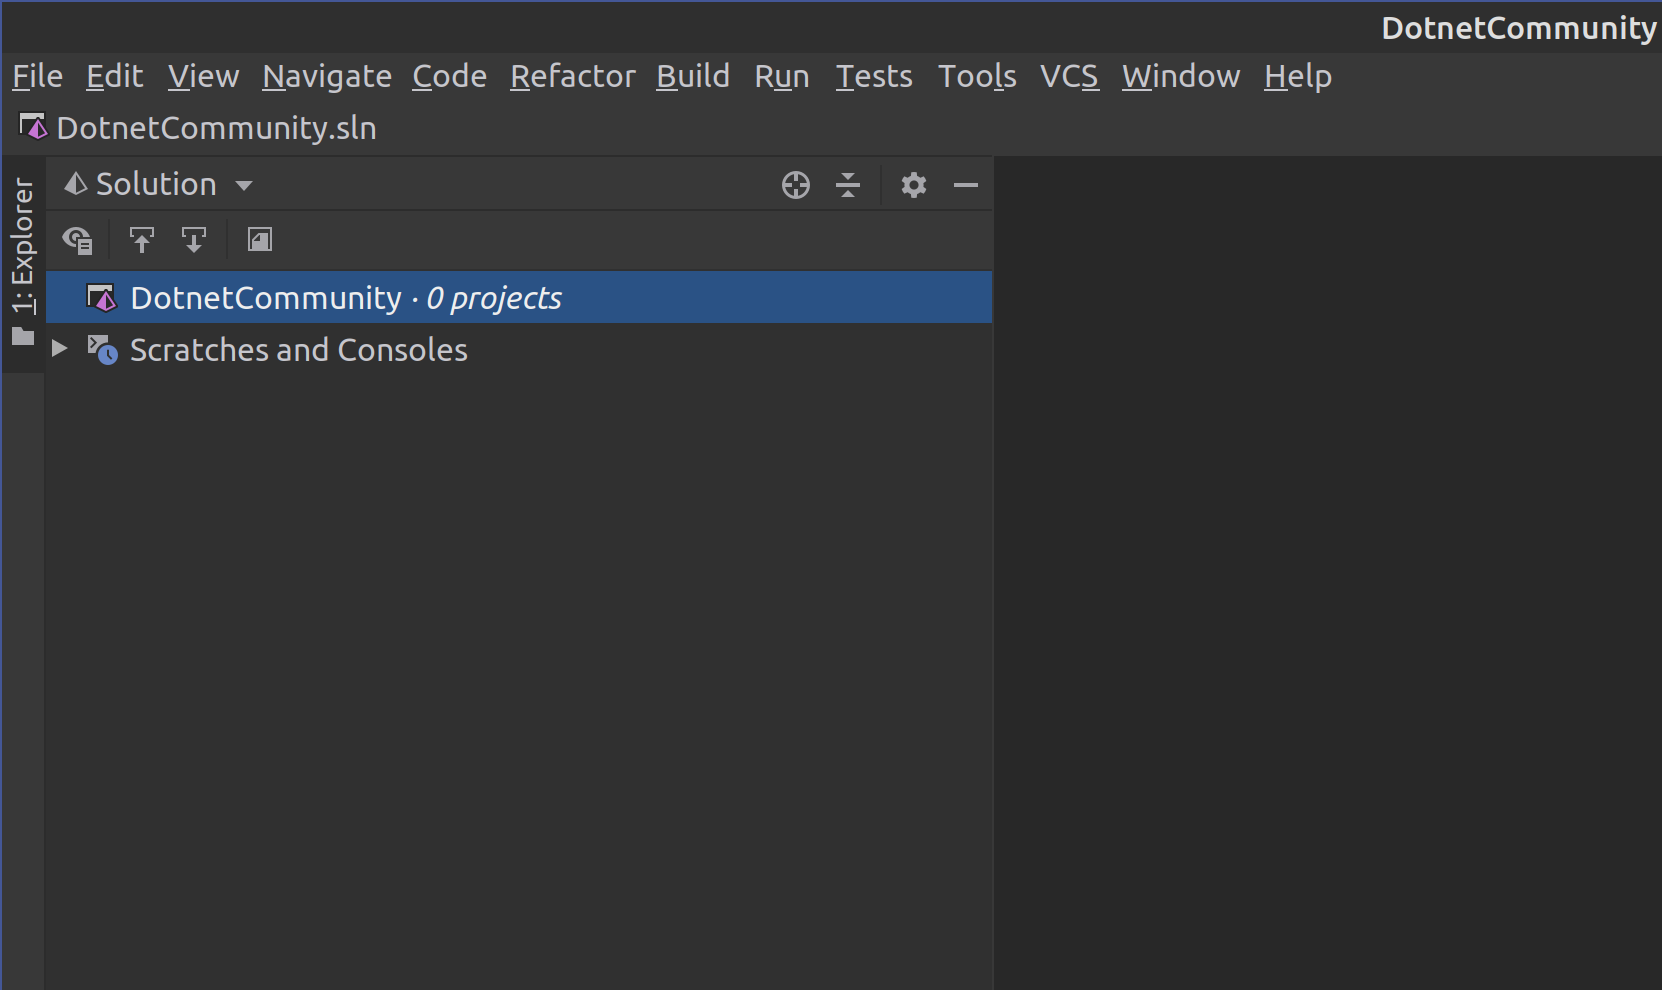 DotnetCommunity
File Edit View Navigate Code Refactor Build Run Tests Tools VCS Window Help
DotnetCommunity.sln
1: Explorer
Solution
DotnetCommunity · 0 projects
Scratches and Consoles